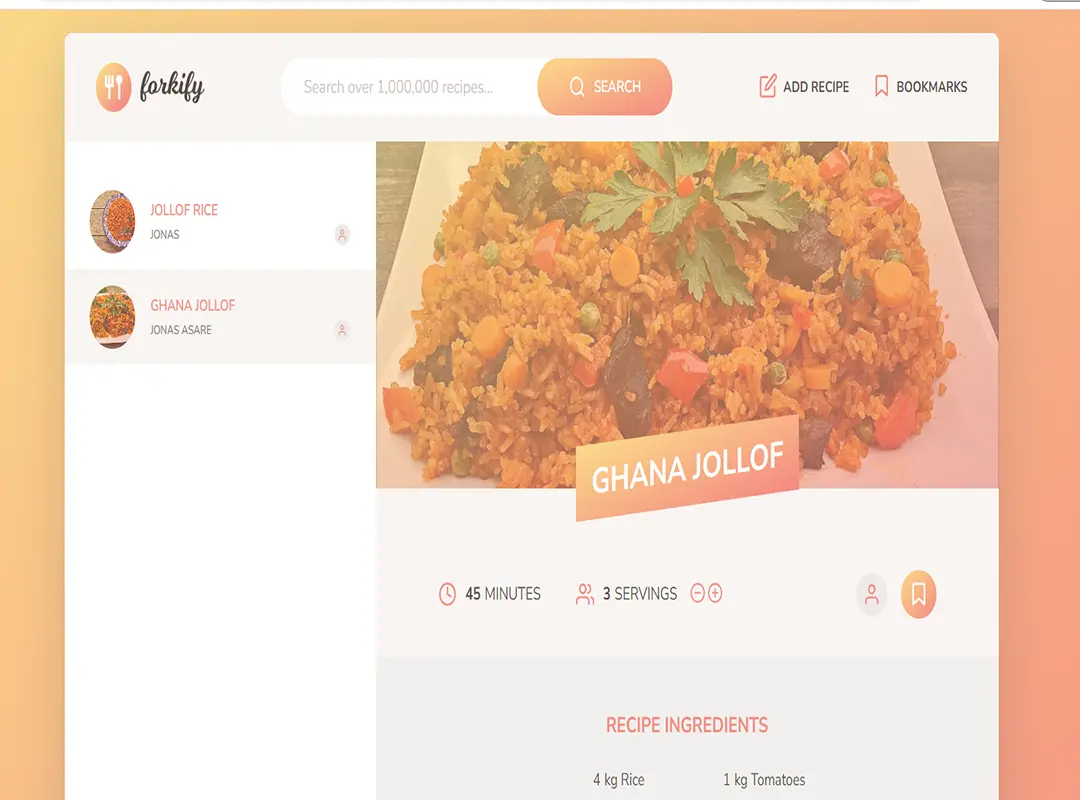 forkify
Search over 1,000,000 recipes...
SEARCH
ADD RECIPE
BOOKMARKS
JOLLOF RICE
JONAS
GHANA JOLLOF
JONAS ASARE
GHANA JOLLOF
45 MINUTES
3 SERVINGS
RECIPE INGREDIENTS
4 kg Rice
1 kg Tomatoes